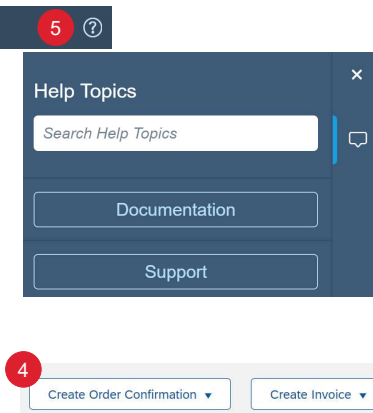 5 ?
Help Topics
Search Help Topics
Documentation
Support
4
Create Order Confirmation Create Invoice